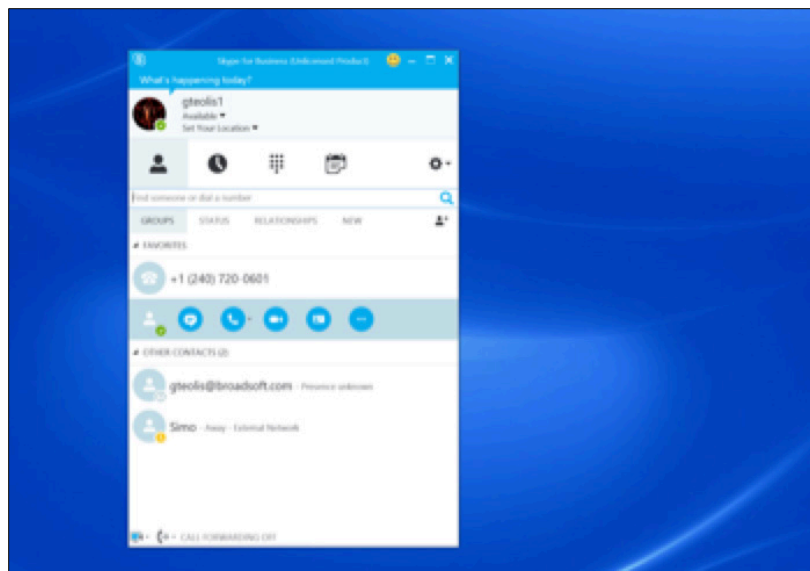 Skype for Business (Unlicensed Product)
What's happening today?
gteolis1
Available
Set Your Location
Find someone or dial a number
GROUPS STATUS RELATIONSHIPS NEW
FAVORITES
+1 (240) 720-0601
OTHER CONTACTS (2)
gteolis@broadsoft.com - Presence unknown
Simo - Away - External Network
CALL FORWARDING OFF